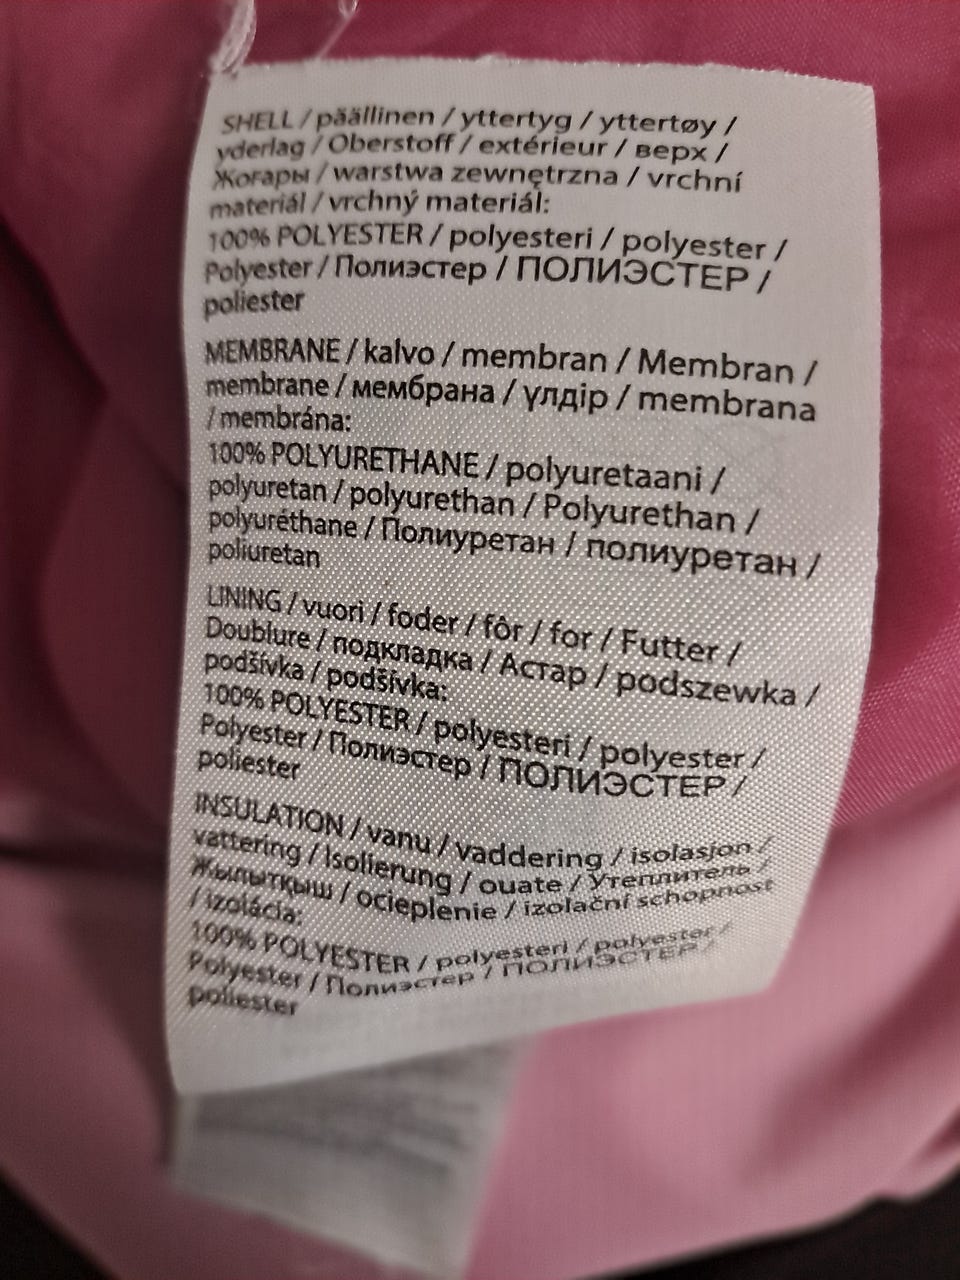 SHELL / päällinen / yttertyg / yttertøy /
yderlag / Oberstoff / extérieur / верх /
Жоғары / warstwa zewnętrzna / vrchní
materiál / vrchný materiál:
100% POLYESTER / polyesteri / polyester /
Polyester / Полиэстер / ПОЛИЭСТЕР /
poliester
MEMBRANE / kalvo / membran / Membran /
membrane / мембрана / үлдір / membrana
/ membrána:
100% POLYURETHANE / polyuretaani /
polyuretan / polyurethan / Polyurethan /
polyuréthane / Полиуретан / полиуретан /
poliuretan
LINING / vuori / foder / fôr / for / Futter /
Doublure / подкладка / Астар / podszewka /
podšívka / podšívka:
100% POLYESTER / polyesteri / polyester /
Polyester / Полиэстер / ПОЛИЭСТЕР /
poliester
INSULATION / vanu / vaddering / isolasjon /
vattering / Isolierung / ouate / Утеплитель /
Жылытқыш / ocieplenie / izolační schopnost
/ izolácia:
100% POLYESTER / polyesteri / polyester /
Polyester / Полиэстер / ПОЛИЭСТЕР /
poliester